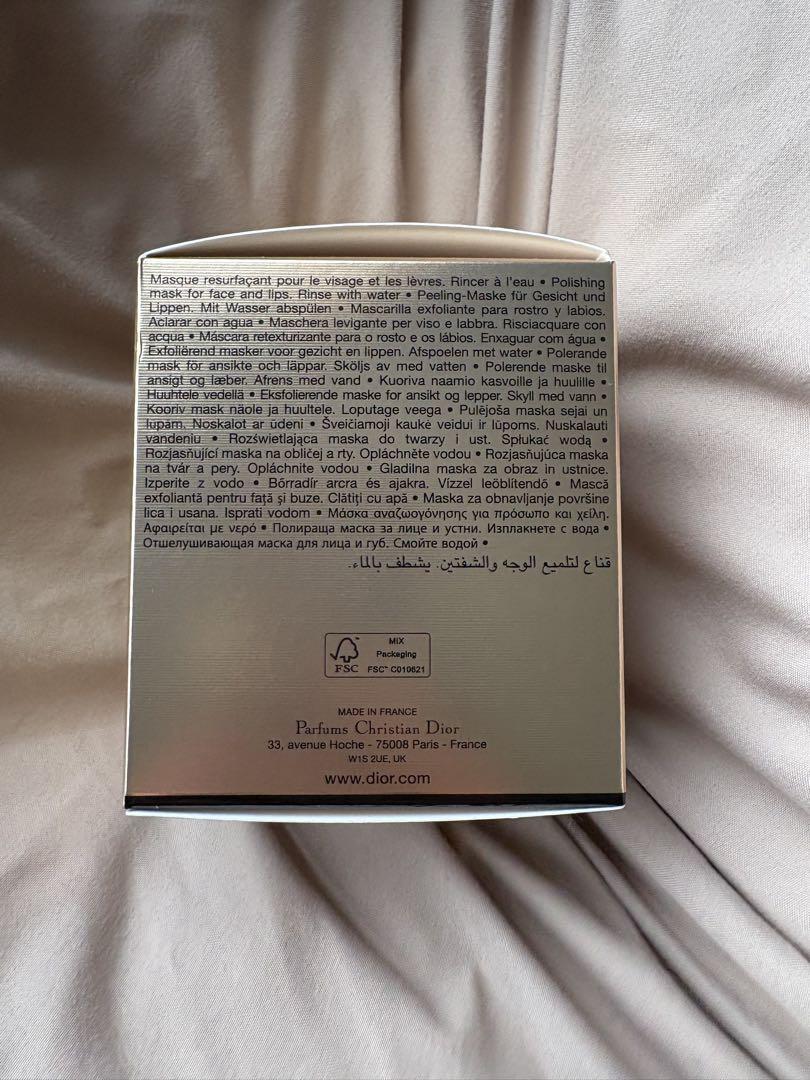 Masque resurfaçant pour le visage et les lèvres. Rincer à l'eau • Polishing
mask for face and lips. Rinse with water • Peeling-Maske für Gesicht und
Lippen. Mit Wasser abspülen • Mascarilla exfoliante para rostro y labios.
Aclarar con agua • Maschera levigante per viso e labbra. Risciacquare con
acqua • Máscara retexturizante para o rosto e os lábios. Enxaguar com água •
Exfoliërend masker voor gezicht en lippen. Afspoelen met water • Polerande
mask för ansikte och läppar. Sköljs av med vatten • Polerende maske til
ansigt og læber. Afrens med vand • Kuoriva naamio kasvoille ja huulille •
Huuhtele vedellä • Eksfolierende maske for ansikt og lepper. Skyll med vann •
Kooriv mask näole ja huultele. Loputage veega • Pulējoša maska sejai un
lūpām. Noskalot ar ūdeni • Šveičiamoji kaukė veidui ir lūpoms. Nuskalauti
vandeniu • Rozświetlająca maska do twarzy i ust. Spłukać wodą •
Rozjasňující maska na obličej a rty. Opláchněte vodou • Rozjasňujúca maska
na tvár a pery. Opláchnite vodou • Gladilna maska za obraz in ustnice.
Izperite z vodo • Bőrradír arcra és ajakra. Vízzel leöblítendő • Mască
exfoliantă pentru față și buze. Clătiți cu apă • Maska za obnavljanje površine
lica i usana. Isprati vodom • Μάσκα αναζωογόνησης για πρόσωπο και χείλη.
Αφαιρείται με νερό • Полираща маска за лице и устни. Изплакнете с вода •
Отшелушивающая маска для лица и губ. Смойте водой •
قناع لتلميع الوجه والشفتين. يشطف بالماء.
MIX
Packaging
FSC FSC™ C010621
MADE IN FRANCE
Parfums Christian Dior
33, avenue Hoche - 75008 Paris - France
W1S 2UE, UK
www.dior.com